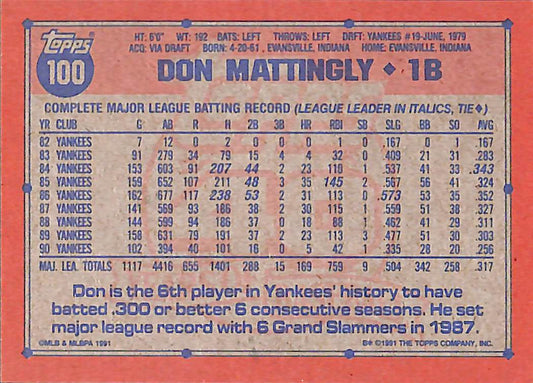 Topps
100
HT: 6'0" WT: 192 BATS: LEFT THROWS: LEFT DRFT: YANKEES #19-JUNE, 1979
ACQ: VIA DRAFT BORN: 4-20-61, EVANSVILLE, INDIANA HOME: EVANSVILLE, INDIANA
DON MATTINGLY ◆ 1B
COMPLETE MAJOR LEAGUE BATTING RECORD (LEAGUE LEADER IN ITALICS, TIE◆)
YR CLUB G AB R H 2B 3B HR RBI SB SLG BB SO AVG
82 YANKEES 7 12 0 2 0 0 0 1 0 .167 0 1 .167
83 YANKEES 91 279 34 79 15 4 4 32 0 .409 21 31 .283
84 YANKEES 153 603 91 207 44 2 23 110 1 .537 41 33 .343
85 YANKEES 159 652 107 211 48 3 35 145 2 .567 56 41 .324
86 YANKEES 162 677 117 238 53 2 31 113 0 .573 53 35 .352
87 YANKEES 141 569 93 186 38 2 30 115 1 .559 51 38 .327
88 YANKEES 144 599 94 186 37 0 18 88 1 .462 41 29 .311
89 YANKEES 158 631 79 191 37 2 23 113 3 .477 51 30 .303
90 YANKEES 102 394 40 101 16 0 5 42 1 .335 28 20 .256
MAJ. LEA. TOTALS 1117 4416 655 1401 288 15 169 759 9 .504 342 258 .317
Don is the 6th player in Yankees' history to have
batted .300 or better 6 consecutive seasons. He set
major league record with 6 Grand Slammers in 1987.
©MLB & MLBPA 1991 B* ©1991 THE TOPPS COMPANY, INC.